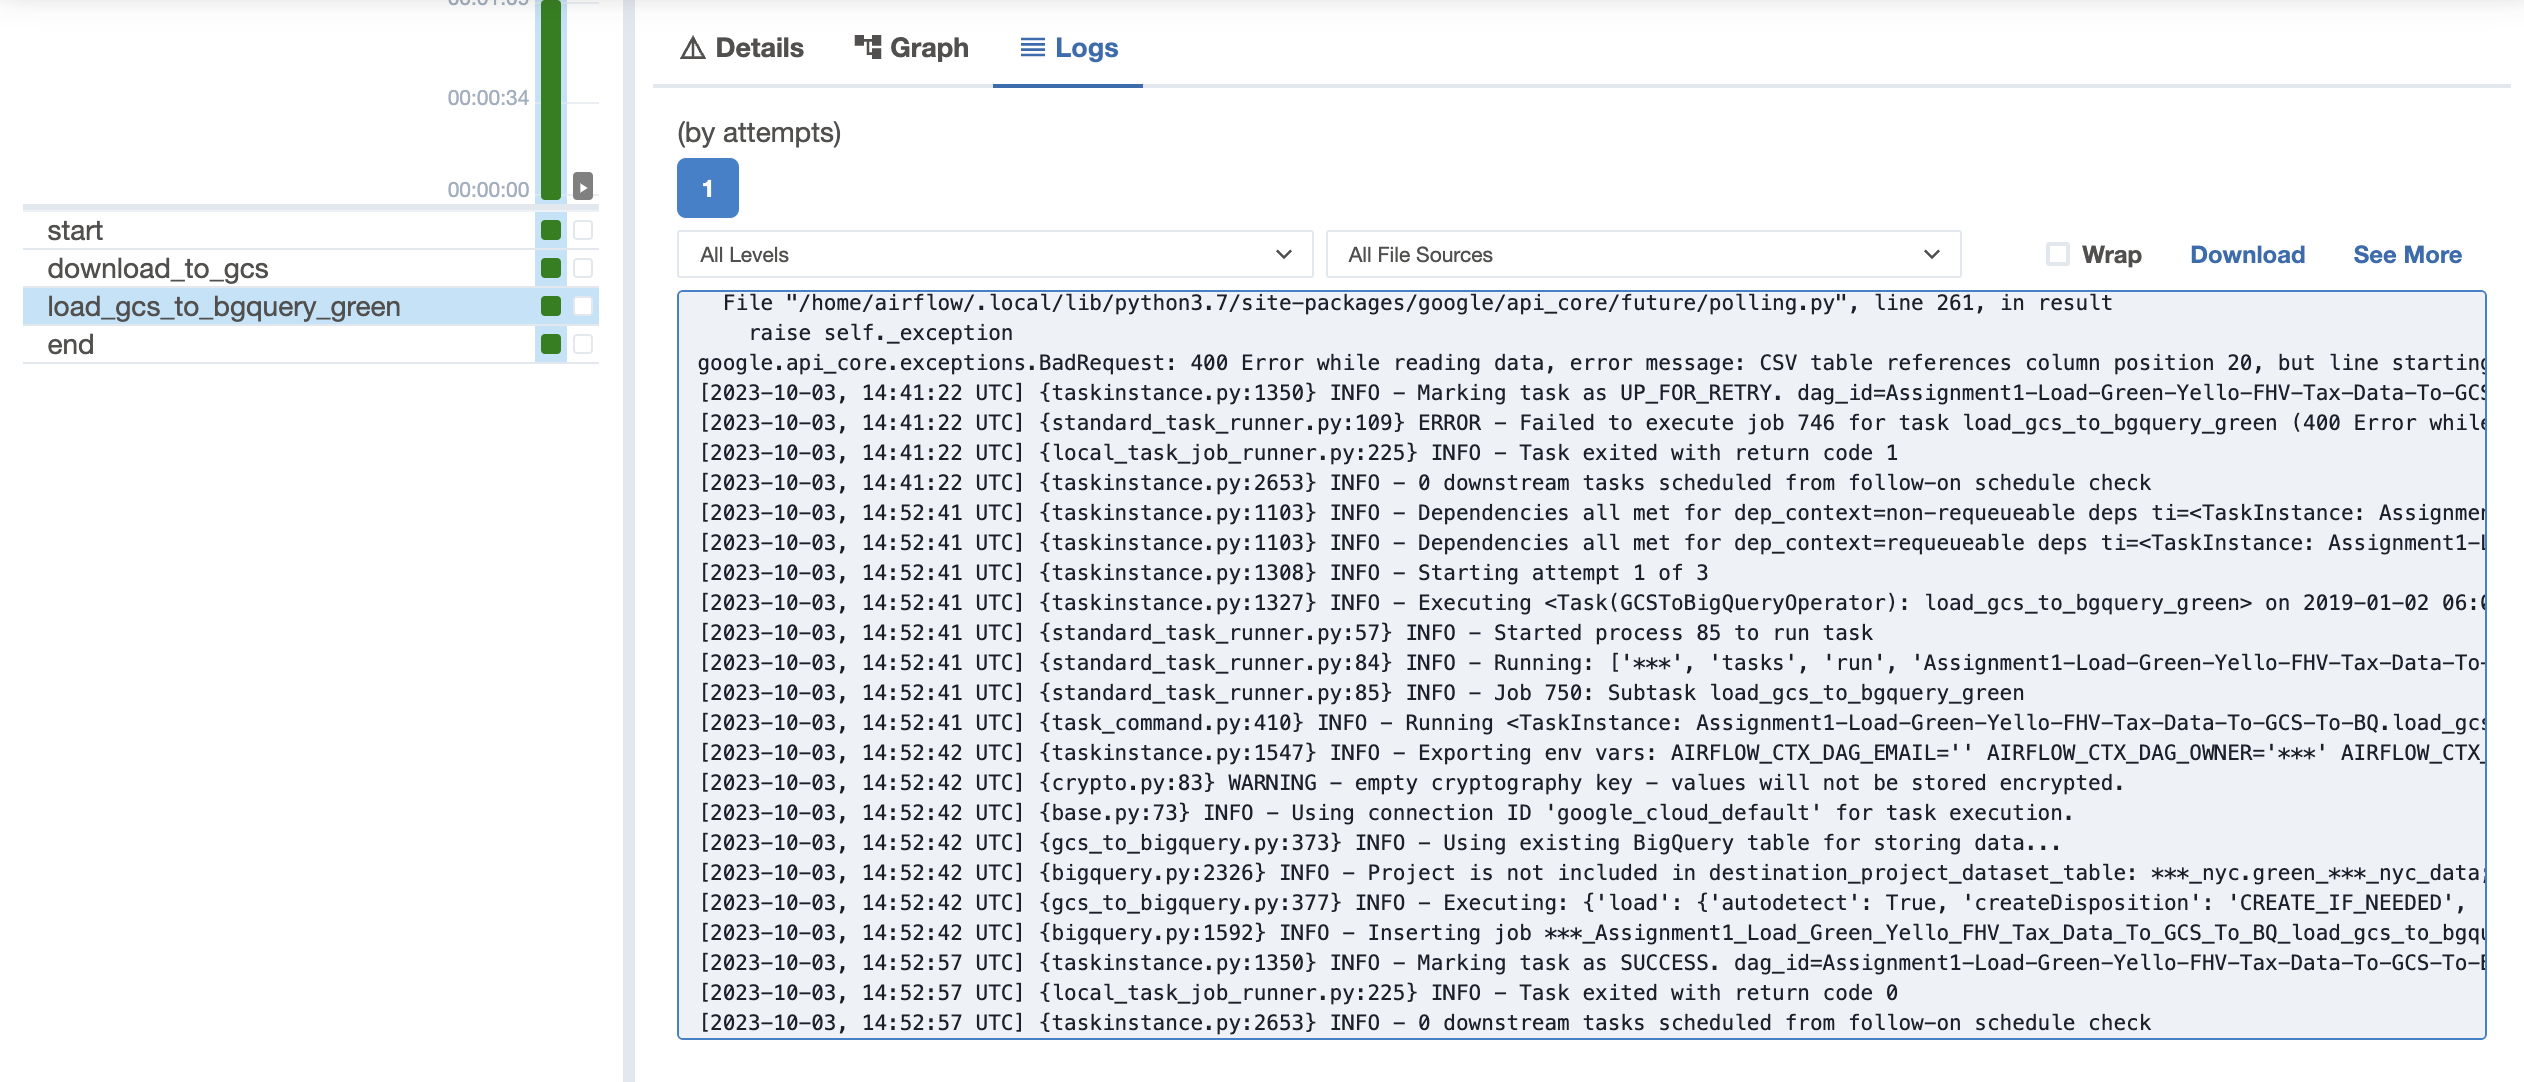 00:00:34
00:00:00
start
download_to_gcs
load_gcs_to_bgquery_green
end
Details
Graph
Logs
(by attempts)
1
All Levels
All File Sources
Wrap
Download
See More
File "/home/airflow/.local/lib/python3.7/site-packages/google/api_core/future/polling.py", line 261, in result
raise self._exception
google.api_core.exceptions.BadRequest: 400 Error while reading data, error message: CSV table references column position 20, but line starting
[2023-10-03, 14:41:22 UTC] {taskinstance.py:1350} INFO - Marking task as UP_FOR_RETRY. dag_id=Assignment1-Load-Green-Yello-FHV-Tax-Data-To-GCS
[2023-10-03, 14:41:22 UTC] {standard_task_runner.py:109} ERROR - Failed to execute job 746 for task load_gcs_to_bgquery_green (400 Error while
[2023-10-03, 14:41:22 UTC] {local_task_job_runner.py:225} INFO - Task exited with return code 1
[2023-10-03, 14:41:22 UTC] {taskinstance.py:2653} INFO - 0 downstream tasks scheduled from follow-on schedule check
[2023-10-03, 14:52:41 UTC] {taskinstance.py:1103} INFO - Dependencies all met for dep_context=non-requeueable deps ti=<TaskInstance: Assignmen
[2023-10-03, 14:52:41 UTC] {taskinstance.py:1103} INFO - Dependencies all met for dep_context=requeueable deps ti=<TaskInstance: Assignment1-L
[2023-10-03, 14:52:41 UTC] {taskinstance.py:1308} INFO - Starting attempt 1 of 3
[2023-10-03, 14:52:41 UTC] {taskinstance.py:1327} INFO - Executing <Task(GCSToBigQueryOperator): load_gcs_to_bgquery_green> on 2019-01-02 06:0
[2023-10-03, 14:52:41 UTC] {standard_task_runner.py:57} INFO - Started process 85 to run task
[2023-10-03, 14:52:41 UTC] {standard_task_runner.py:84} INFO - Running: ['***', 'tasks', 'run', 'Assignment1-Load-Green-Yello-FHV-Tax-Data-To-
[2023-10-03, 14:52:41 UTC] {standard_task_runner.py:85} INFO - Job 750: Subtask load_gcs_to_bgquery_green
[2023-10-03, 14:52:41 UTC] {task_command.py:410} INFO - Running <TaskInstance: Assignment1-Load-Green-Yello-FHV-Tax-Data-To-GCS-To-BQ.load_gcs
[2023-10-03, 14:52:42 UTC] {taskinstance.py:1547} INFO - Exporting env vars: AIRFLOW_CTX_DAG_EMAIL='' AIRFLOW_CTX_DAG_OWNER='***' AIRFLOW_CTX_
[2023-10-03, 14:52:42 UTC] {crypto.py:83} WARNING - empty cryptography key - values will not be stored encrypted.
[2023-10-03, 14:52:42 UTC] {base.py:73} INFO - Using connection ID 'google_cloud_default' for task execution.
[2023-10-03, 14:52:42 UTC] {gcs_to_bigquery.py:373} INFO - Using existing BigQuery table for storing data...
[2023-10-03, 14:52:42 UTC] {bigquery.py:2326} INFO - Project is not included in destination_project_dataset_table: ***_nyc.green_***_nyc_data;
[2023-10-03, 14:52:42 UTC] {gcs_to_bigquery.py:377} INFO - Executing: {'load': {'autodetect': True, 'createDisposition': 'CREATE_IF_NEEDED',
[2023-10-03, 14:52:42 UTC] {bigquery.py:1592} INFO - Inserting job ***_Assignment1_Load_Green_Yello_FHV_Tax_Data_To_GCS_To_BQ_load_gcs_to_bgqu
[2023-10-03, 14:52:57 UTC] {taskinstance.py:1350} INFO - Marking task as SUCCESS. dag_id=Assignment1-Load-Green-Yello-FHV-Tax-Data-To-GCS-To-B
[2023-10-03, 14:52:57 UTC] {local_task_job_runner.py:225} INFO - Task exited with return code 0
[2023-10-03, 14:52:57 UTC] {taskinstance.py:2653} INFO - 0 downstream tasks scheduled from follow-on schedule check